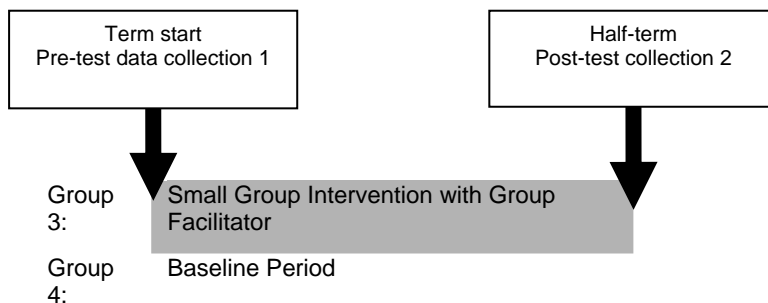 Term start
Pre-test data collection 1
Half-term
Post-test collection 2
Group 3:
Small Group Intervention with Group
Facilitator
Group 4:
Baseline Period